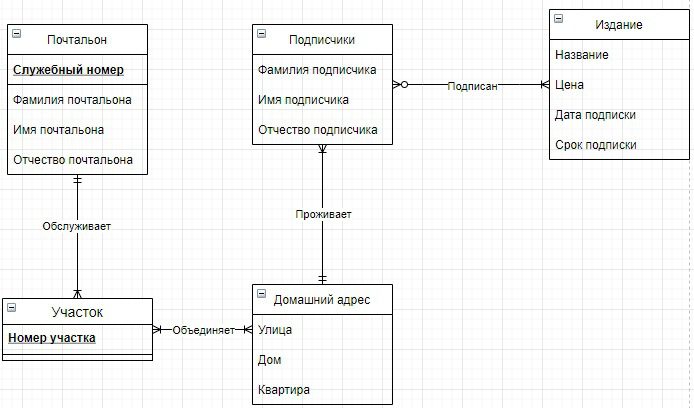 Почтальон
Служебный номер
Фамилия почтальона
Имя почтальона
Отчество почтальона
Подписчики
Фамилия подписчика
Имя подписчика
Отчество подписчика
Издание
Название
Цена
Дата подписки
Срок подписки
Подписан
Обслуживает
Проживает
Участок
Номер участка
Объединяет
Домашний адрес
Улица
Дом
Квартира